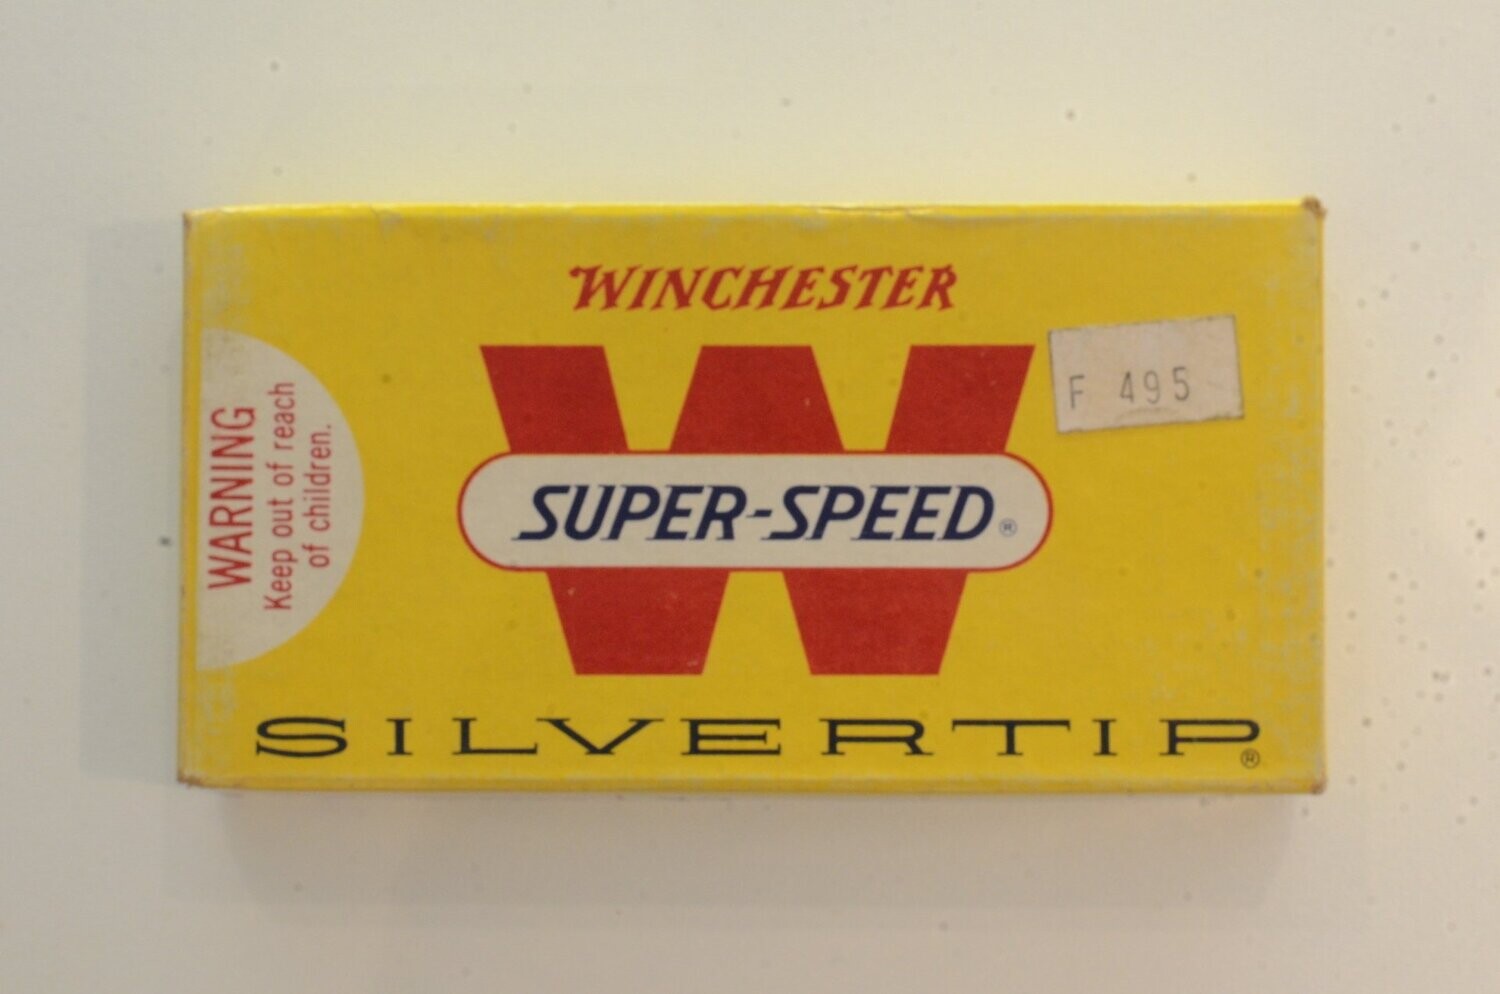 WINCHESTER
W
F 495
SUPER-SPEED®
WARNING
Keep out of reach
of children.
SILVERTIP®